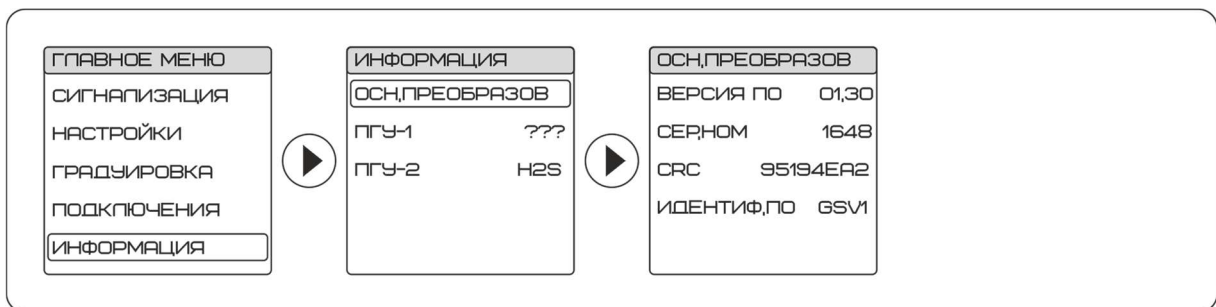 ГЛАВНОЕ МЕНЮ
СИГНАЛИЗАЦИЯ
НАСТРОЙКИ
ГРАДУИРОВКА
ПОДКЛЮЧЕНИЯ
ИНФОРМАЦИЯ
ИНФОРМАЦИЯ
ОСН,ПРЕОБРАЗОВ
ПГУ-1 ???
ПГУ-2 H2S
ОСН,ПРЕОБРАЗОВ
ВЕРСИЯ ПО 01,30
СЕР,НОМ 1648
CRC 95194EA2
ИДЕНТИФ,ПО GSV1